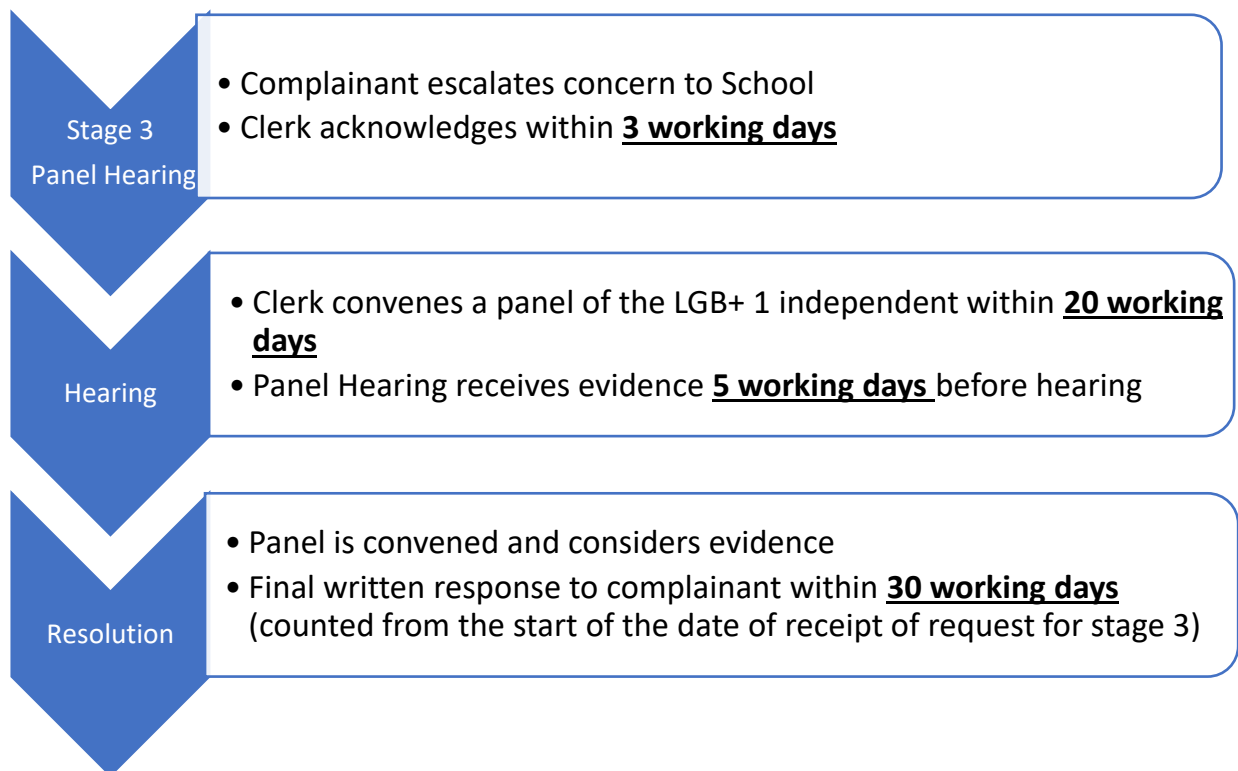 Stage 3
Panel Hearing
• Complainant escalates concern to School
• Clerk acknowledges within 3 working days
Hearing
• Clerk convenes a panel of the LGB+ 1 independent within 20 working
days
• Panel Hearing receives evidence 5 working days before hearing
Resolution
• Panel is convened and considers evidence
• Final written response to complainant within 30 working days
(counted from the start of the date of receipt of request for stage 3)